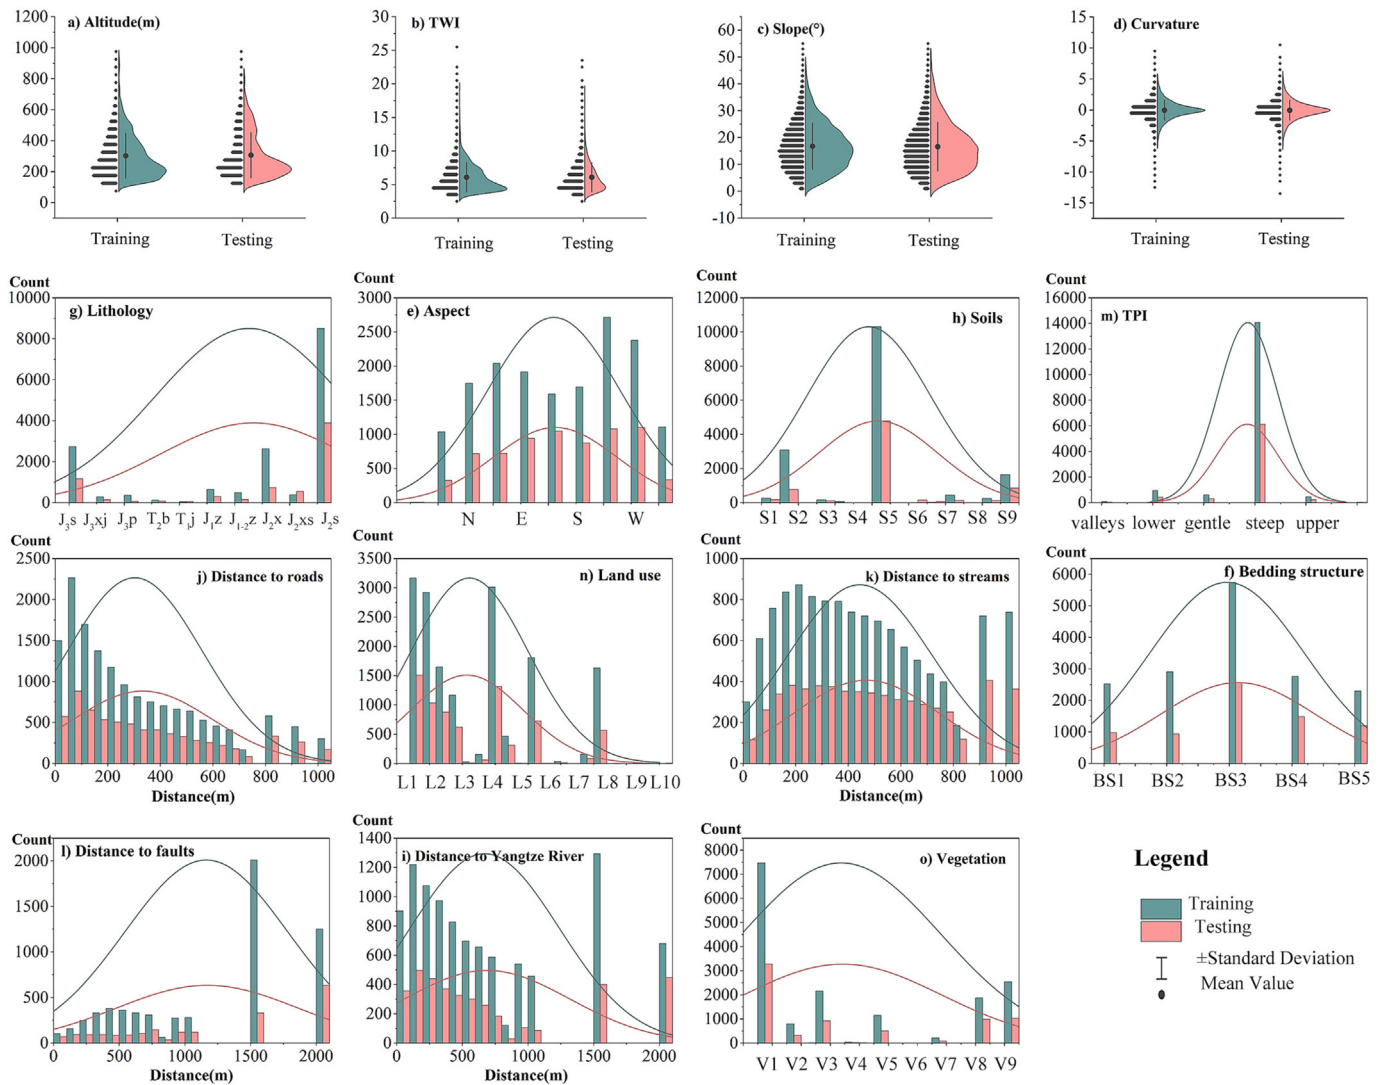 a) Altitude(m)
1200
1000
800
600
400
200
0
Training
Testing
b) TWI
30
25
20
15
10
5
0
Training
Testing
c) Slope(°)
60
50
40
30
20
10
0
-10
Training
Testing
d) Curvature
15
10
5
0
-5
-10
-15
Training
Testing
Count
g) Lithology
10000
8000
6000
4000
2000
0
J₃s J₃xj J₃p T₂b T₁j J₁z J₁₋₂z J₂x J₂xs J₂s
Count
e) Aspect
3000
2500
2000
1500
1000
500
0
N E S W
Count
h) Soils
12000
10000
8000
6000
4000
2000
0
S1 S2 S3 S4 S5 S6 S7 S8 S9
Count
m) TPI
16000
14000
12000
10000
8000
6000
4000
2000
0
valleys lower gentle steep upper
Count
j) Distance to roads
2500
2000
1500
1000
500
0
0 200 400 600 800 1000
Distance(m)
Count
n) Land use
3500
3000
2500
2000
1500
1000
500
0
L1 L2 L3 L4 L5 L6 L7 L8 L9 L10
Count
k) Distance to streams
1000
800
600
400
200
0
0 200 400 600 800 1000
Distance(m)
Count
f) Bedding structure
6000
5000
4000
3000
2000
1000
0
BS1 BS2 BS3 BS4 BS5
Count
l) Distance to faults
2000
1500
1000
500
0
0 500 1000 1500 2000
Distance(m)
Count
i) Distance to Yangtze River
1400
1200
1000
800
600
400
200
0
0 500 1000 1500 2000
Distance(m)
Count
o) Vegetation
8000
7000
6000
5000
4000
3000
2000
1000
0
V1 V2 V3 V4 V5 V6 V7 V8 V9
Legend
Training
Testing
±Standard Deviation
Mean Value